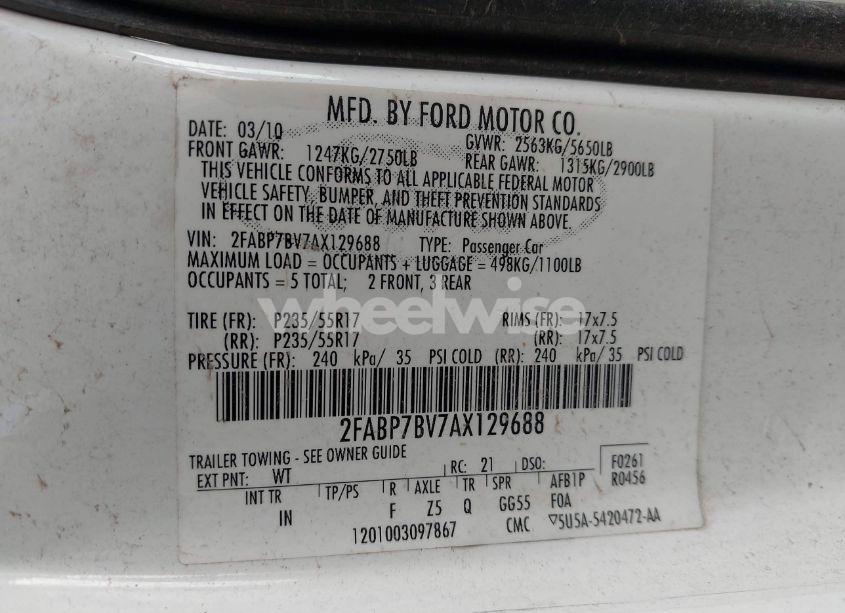 MFD. BY FORD MOTOR CO.
DATE: 03/10 GVWR: 2563KG/5650LB
FRONT GAWR: 1247KG/2750LB REAR GAWR: 1315KG/2900LB
THIS VEHICLE CONFORMS TO ALL APPLICABLE FEDERAL MOTOR
VEHICLE SAFETY, BUMPER, AND THEFT PREVENTION STANDARDS
IN EFFECT ON THE DATE OF MANUFACTURE SHOWN ABOVE.
VIN: 2FABP7BV7AX129688 TYPE: Passenger Car
MAXIMUM LOAD = OCCUPANTS + LUGGAGE = 498KG/1100LB
OCCUPANTS = 5 TOTAL; 2 FRONT, 3 REAR
wheelwise
TIRE (FR): P235/55R17 RIMS (FR): 17x7.5
(RR): P235/55R17 (RR): 17x7.5
PRESSURE (FR): 240 kPa/ 35 PSI COLD (RR): 240 kPa/ 35 PSI COLD
2FABP7BV7AX129688
TRAILER TOWING - SEE OWNER GUIDE
EXT PNT: WT RC: 21 DSO: F0261
R0456
INT TR TP/PS R AXLE TR SPR AFB1P
IN F Z5 Q GG55 FOA
1201003097867 CMC ▽5U5A-5420472-AA